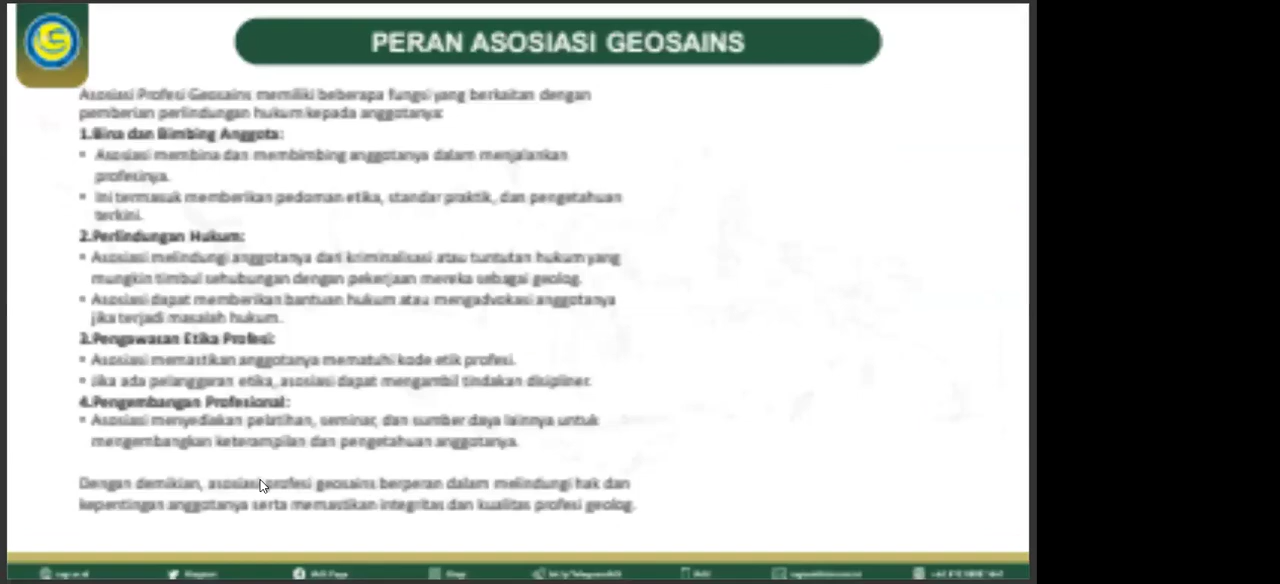 PERAN ASOSIASI GEOSAINS
Asosiasi Profesi Geosains memiliki beberapa fungsi yang berkaitan dengan
pemberian perlindungan hukum kepada anggotanya:
1.Bina dan Bimbing Anggota:
• Asosiasi membina dan membimbing anggotanya dalam menjalankan
profesinya.
• Ini termasuk memberikan pedoman etika, standar praktik, dan pengetahuan
terkini.
2.Perlindungan Hukum:
• Asosiasi melindungi anggotanya dari kriminalisasi atau tuntutan hukum yang
mungkin timbul sehubungan dengan pekerjaan mereka sebagai geolog.
• Asosiasi dapat memberikan bantuan hukum atau mengadvokasi anggotanya
jika terjadi masalah hukum.
3.Pengawasan Etika Profesi:
• Asosiasi memastikan anggotanya mematuhi kode etik profesi.
• Jika ada pelanggaran etika, asosiasi dapat mengambil tindakan disipliner.
4.Pengembangan Profesional:
• Asosiasi menyediakan pelatihan, seminar, dan sumber daya lainnya untuk
mengembangkan keterampilan dan pengetahuan anggotanya.
Dengan demikian, asosiasi profesi geosains berperan dalam melindungi hak dan
kepentingan anggotanya serta memastikan integritas dan kualitas profesi geolog.